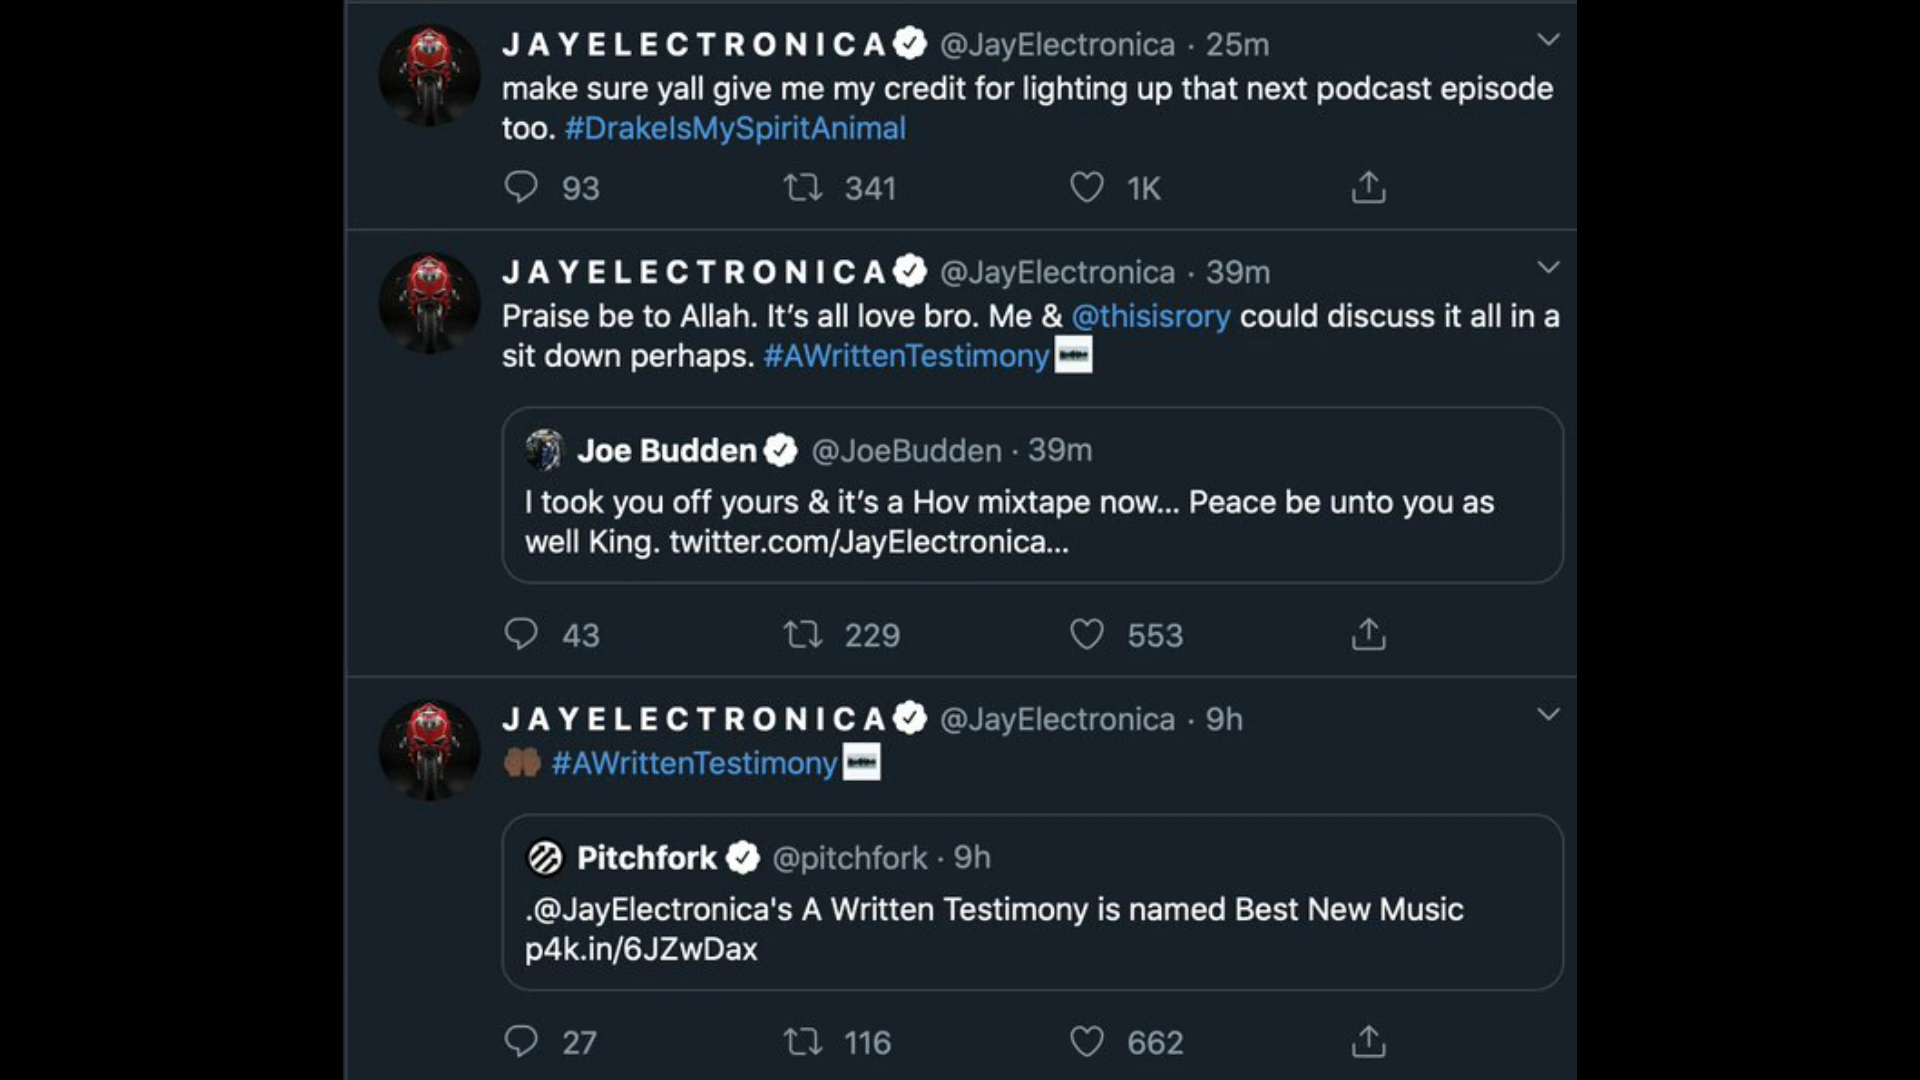 J A Y E L E C T R O N I C A @JayElectronica · 25m
make sure yall give me my credit for lighting up that next podcast episode
too. #DrakeIsMySpiritAnimal
93 341 1K
J A Y E L E C T R O N I C A @JayElectronica · 39m
Praise be to Allah. It's all love bro. Me & @thisisrory could discuss it all in a
sit down perhaps. #AWrittenTestimony
Joe Budden @JoeBudden · 39m
I took you off yours & it's a Hov mixtape now... Peace be unto you as
well King. twitter.com/JayElectronica...
43 229 553
J A Y E L E C T R O N I C A @JayElectronica · 9h
🤲🏾 #AWrittenTestimony
Pitchfork @pitchfork · 9h
.@JayElectronica's A Written Testimony is named Best New Music
p4k.in/6JZwDax
27 116 662